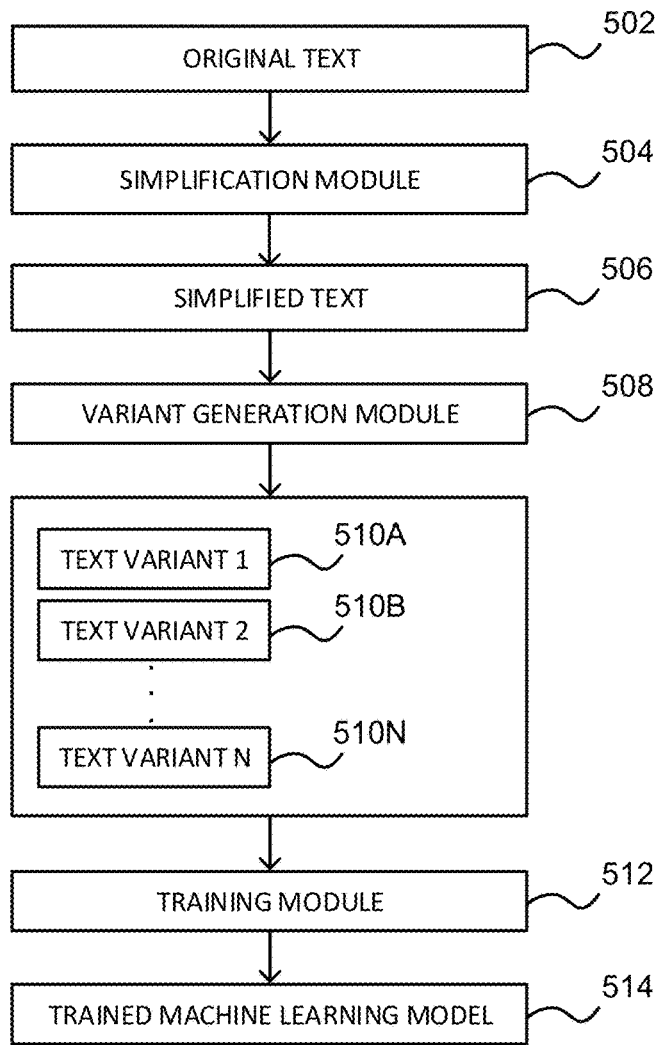 502
ORIGINAL TEXT
504
SIMPLIFICATION MODULE
506
SIMPLIFIED TEXT
508
VARIANT GENERATION MODULE
510A
TEXT VARIANT 1
510B
TEXT VARIANT 2
510N
TEXT VARIANT N
512
TRAINING MODULE
514
TRAINED MACHINE LEARNING MODEL